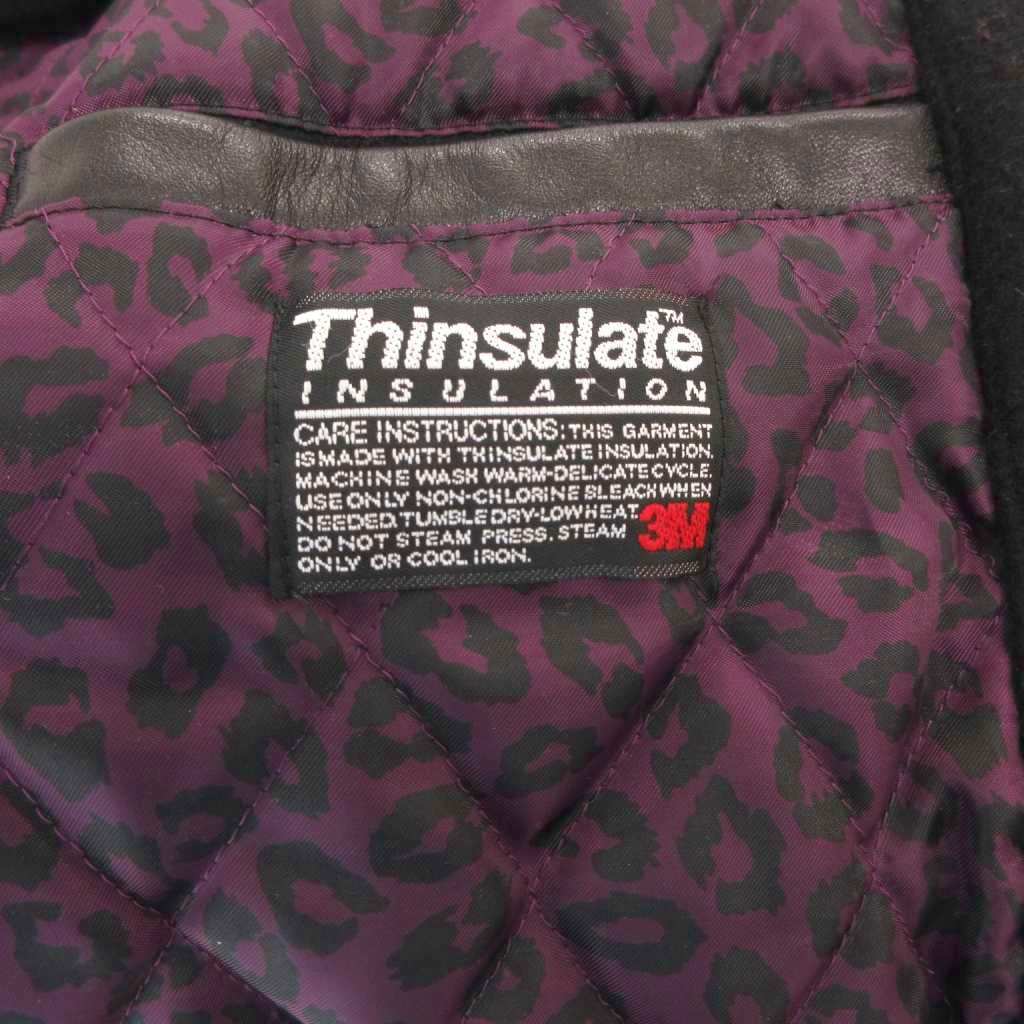 Thinsulate™
INSULATION
CARE INSTRUCTIONS: THIS GARMENT
IS MADE WITH THINSULATE INSULATION.
MACHINE WASH WARM-DELICATE CYCLE.
USE ONLY NON-CHLORINE BLEACH WHEN
NEEDED. TUMBLE DRY-LOW HEAT.
DO NOT STEAM PRESS. STEAM
ONLY OR COOL IRON.
3M